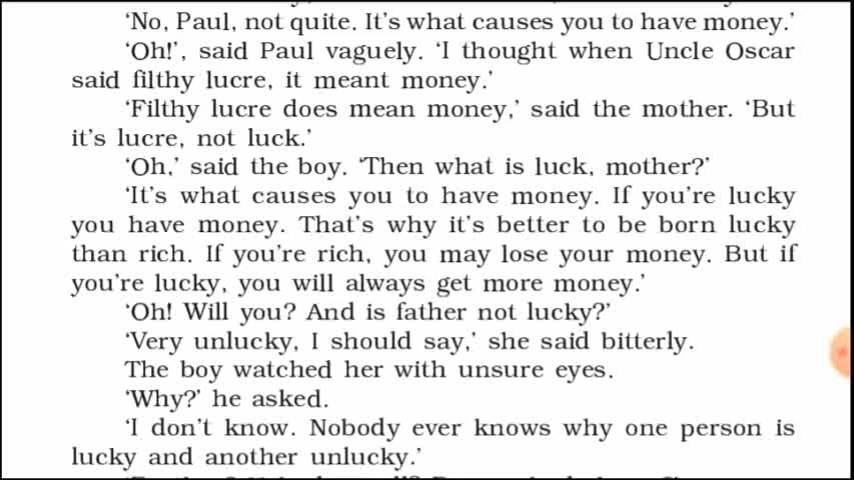 'No, Paul, not quite. It's what causes you to have money.'
'Oh!', said Paul vaguely. 'I thought when Uncle Oscar
said filthy lucre, it meant money.'
'Filthy lucre does mean money,' said the mother. 'But
it's lucre, not luck.'
'Oh,' said the boy. 'Then what is luck, mother?'
'It's what causes you to have money. If you're lucky
you have money. That's why it's better to be born lucky
than rich. If you're rich, you may lose your money. But if
you're lucky, you will always get more money.'
'Oh! Will you? And is father not lucky?'
'Very unlucky, I should say,' she said bitterly.
The boy watched her with unsure eyes.
'Why?' he asked.
'I don't know. Nobody ever knows why one person is
lucky and another unlucky.'